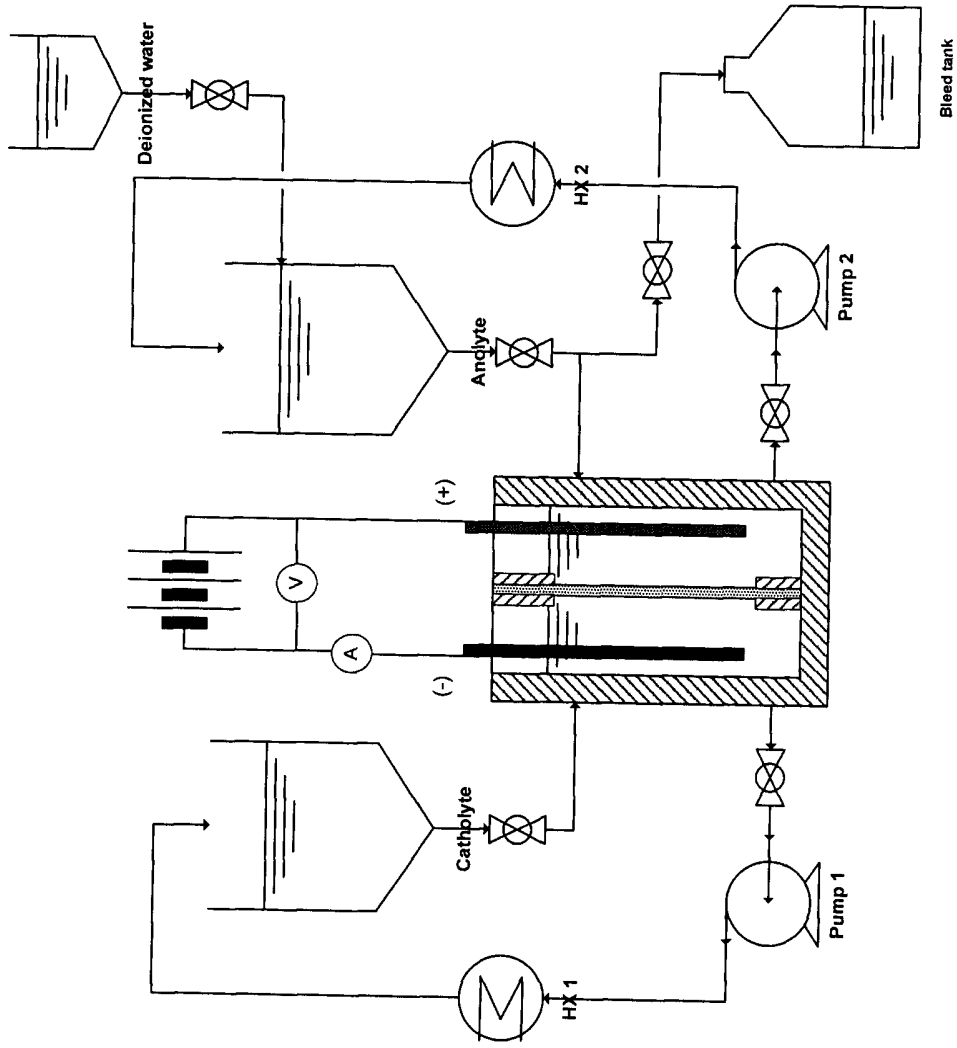 Deionized water
HX 2
Bleed tank
Anolyte
Pump 2
(+)
V
A
(-)
Catholyte
HX 1
Pump 1